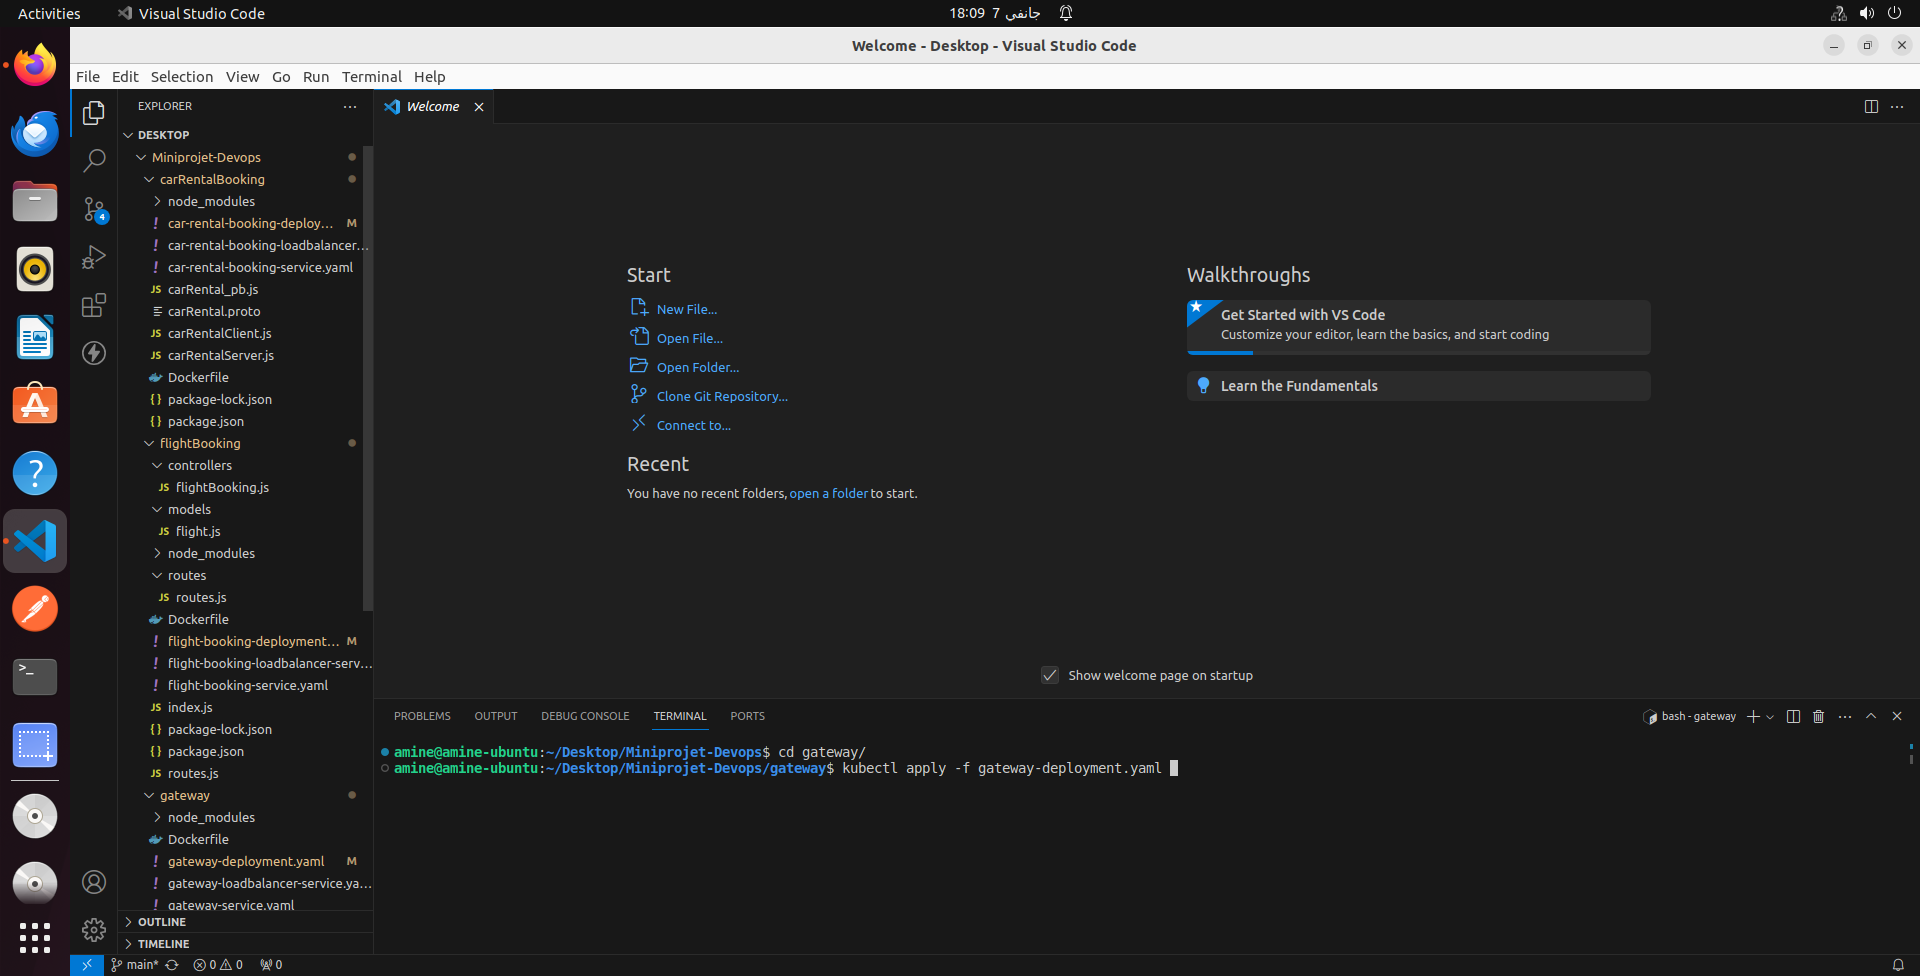 Activities
Visual Studio Code
18:09 7 جانفي
Welcome - Desktop - Visual Studio Code
File Edit Selection View Go Run Terminal Help
EXPLORER
Welcome
DESKTOP
Miniprojet-Devops
carRentalBooking
node_modules
car-rental-booking-deploy... M
car-rental-booking-loadbalancer...
car-rental-booking-service.yaml
JS carRental_pb.js
carRental.proto
JS carRentalClient.js
JS carRentalServer.js
Dockerfile
{} package-lock.json
{} package.json
flightBooking
controllers
JS flightBooking.js
models
JS flight.js
node_modules
routes
JS routes.js
Dockerfile
! flight-booking-deployment... M
! flight-booking-loadbalancer-serv...
! flight-booking-service.yaml
JS index.js
{} package-lock.json
{} package.json
JS routes.js
gateway
node_modules
Dockerfile
! gateway-deployment.yaml M
! gateway-loadbalancer-service.ya...
! gateway-service.yaml
OUTLINE
TIMELINE
4
Start
New File...
Open File...
Open Folder...
Clone Git Repository...
Connect to...
Recent
You have no recent folders, open a folder to start.
Walkthroughs
Get Started with VS Code
Customize your editor, learn the basics, and start coding
Learn the Fundamentals
Show welcome page on startup
PROBLEMS OUTPUT DEBUG CONSOLE TERMINAL PORTS
bash - gateway
amine@amine-ubuntu:~/Desktop/Miniprojet-Devops$ cd gateway/
amine@amine-ubuntu:~/Desktop/Miniprojet-Devops/gateway$ kubectl apply -f gateway-deployment.yaml
main* 0 0 0